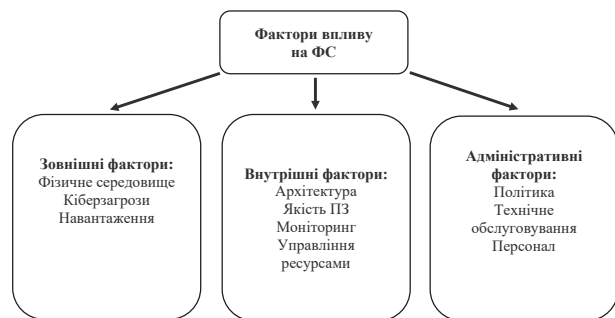 Фактори впливу
на ФС
Зовнішні фактори:
Фізичне середовище
Кіберзагрози
Навантаження
Внутрішні фактори:
Архітектура
Якість ПЗ
Моніторинг
Управління
ресурсами
Адміністративні
фактори:
Політика
Технічне
обслуговування
Персонал